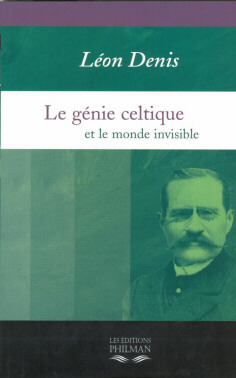 Léon Denis
Le génie celtique
et le monde invisible
LES ÉDITIONS
PHILMAN